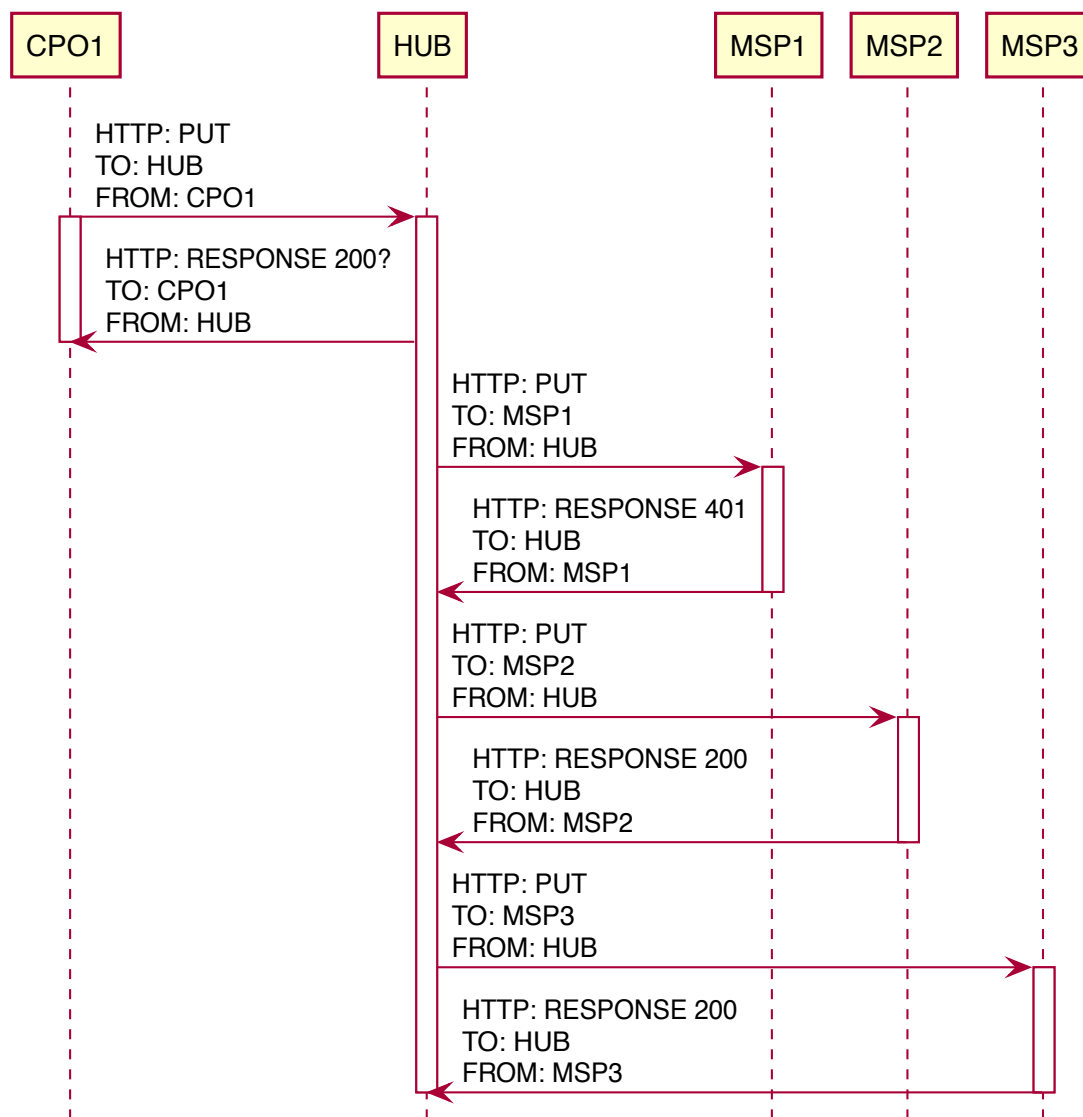 CPO1
HUB
MSP1
MSP2
MSP3
HTTP: PUT
TO: HUB
FROM: CPO1
HTTP: RESPONSE 200?
TO: CPO1
FROM: HUB
HTTP: PUT
TO: MSP1
FROM: HUB
HTTP: RESPONSE 401
TO: HUB
FROM: MSP1
HTTP: PUT
TO: MSP2
FROM: HUB
HTTP: RESPONSE 200
TO: HUB
FROM: MSP2
HTTP: PUT
TO: MSP3
FROM: HUB
HTTP: RESPONSE 200
TO: HUB
FROM: MSP3